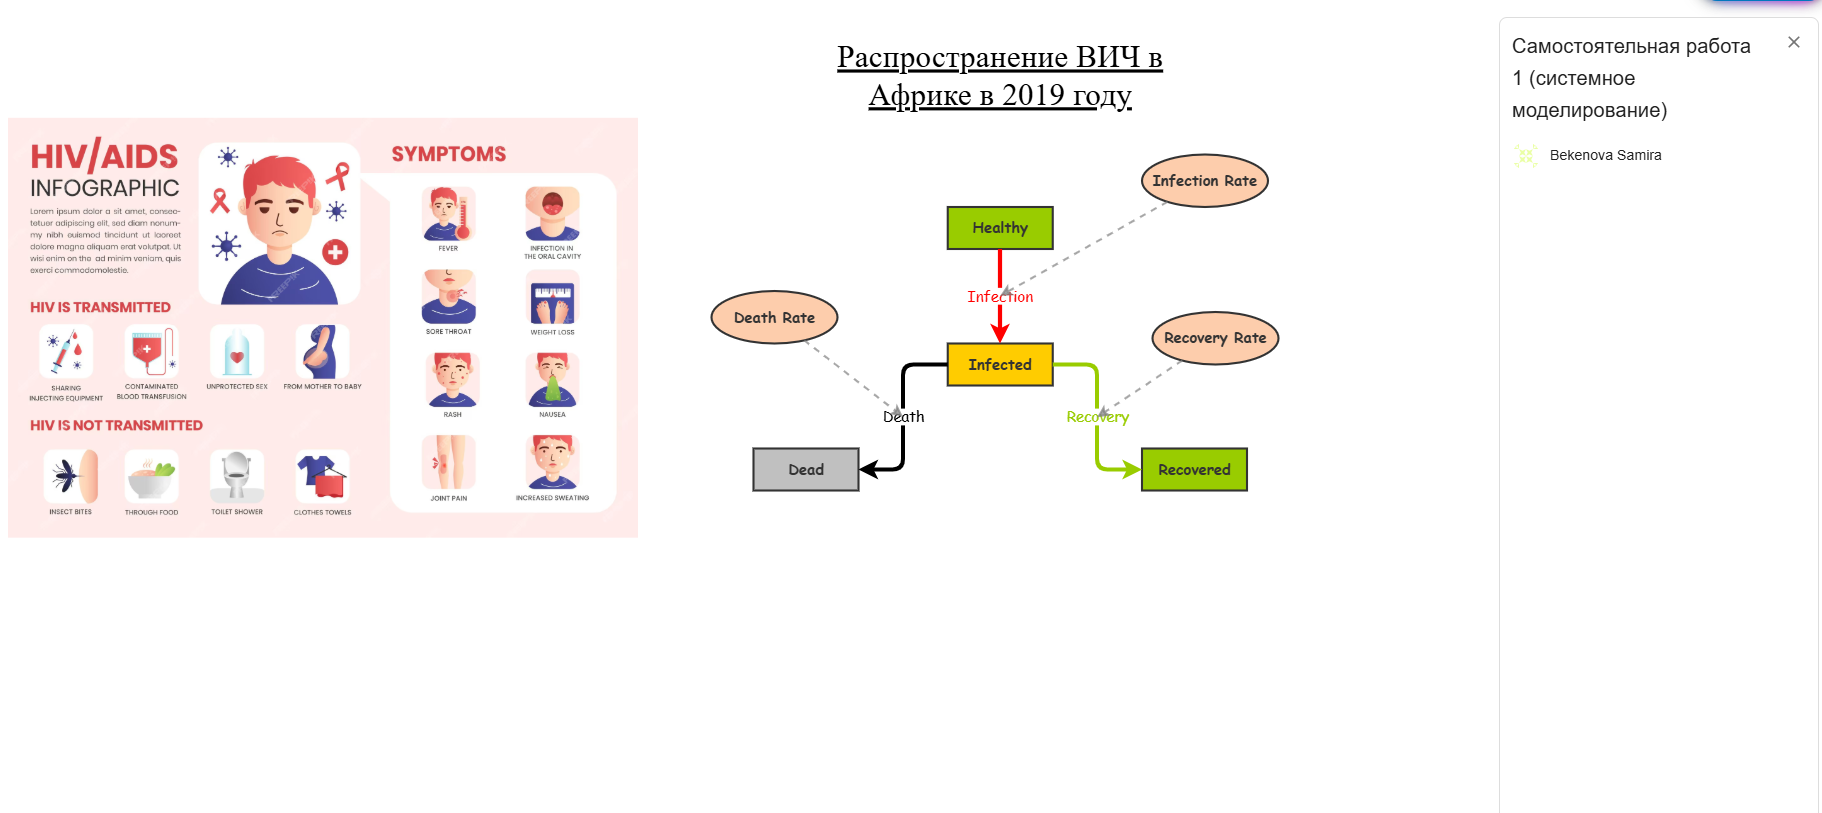 Распространение ВИЧ в
Африке в 2019 году
HIV/AIDS
INFOGRAPHIC
Lorem ipsum dolor a sit amet, consec-
tetuer adipiscing elit, sed diam nonum-
my nibh euismod tincidunt ut laoreet
dolore magna aliquam erat volutpat. Ut
wisi enim on the ad minim veniam, quis
exerci commodomolestie.
HIV IS TRANSMITTED
SHARING
INJECTING EQUIPMENT
CONTAMINATED
BLOOD TRANSFUSION
UNPROTECTED SEX
FROM MOTHER TO BABY
HIV IS NOT TRANSMITTED
INSECT BITES
THROUGH FOOD
TOILET SHOWER
CLOTHES TOWELS
SYMPTOMS
FEVER
INFECTION IN
THE ORAL CAVITY
SORE THROAT
WEIGHT LOSS
RASH
NAUSEA
JOINT PAIN
INCREASED SWEATING
Infection Rate
Healthy
Infection
Death Rate
Recovery Rate
Infected
Death
Recovery
Dead
Recovered
Самостоятельная работа
1 (системное
моделирование)
Bekenova Samira